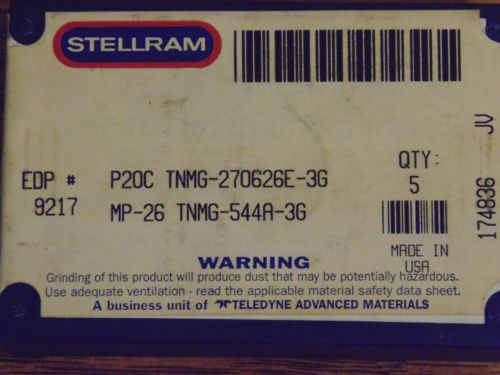 STELLRAM
EDP #
9217
P20C TNMG-270626E-3G
MP-26 TNMG-544A-3G
QTY:
5
MADE IN
USA
174836 JV
WARNING
Grinding of this product will produce dust that may be potentially hazardous.
Use adequate ventilation - read the applicable material safety data sheet.
A business unit of TELEDYNE ADVANCED MATERIALS